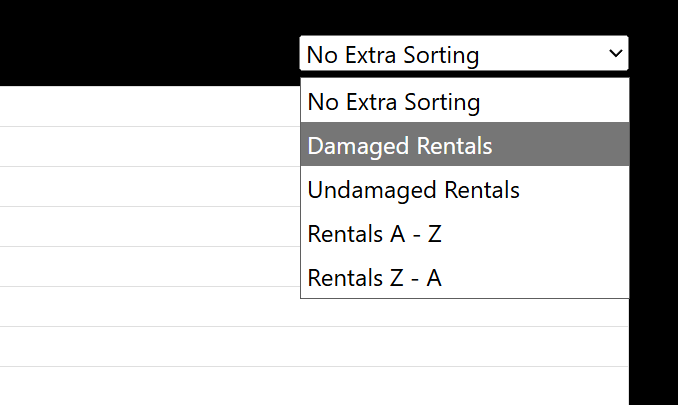 No Extra Sorting
No Extra Sorting
Damaged Rentals
Undamaged Rentals
Rentals A - Z
Rentals Z - A